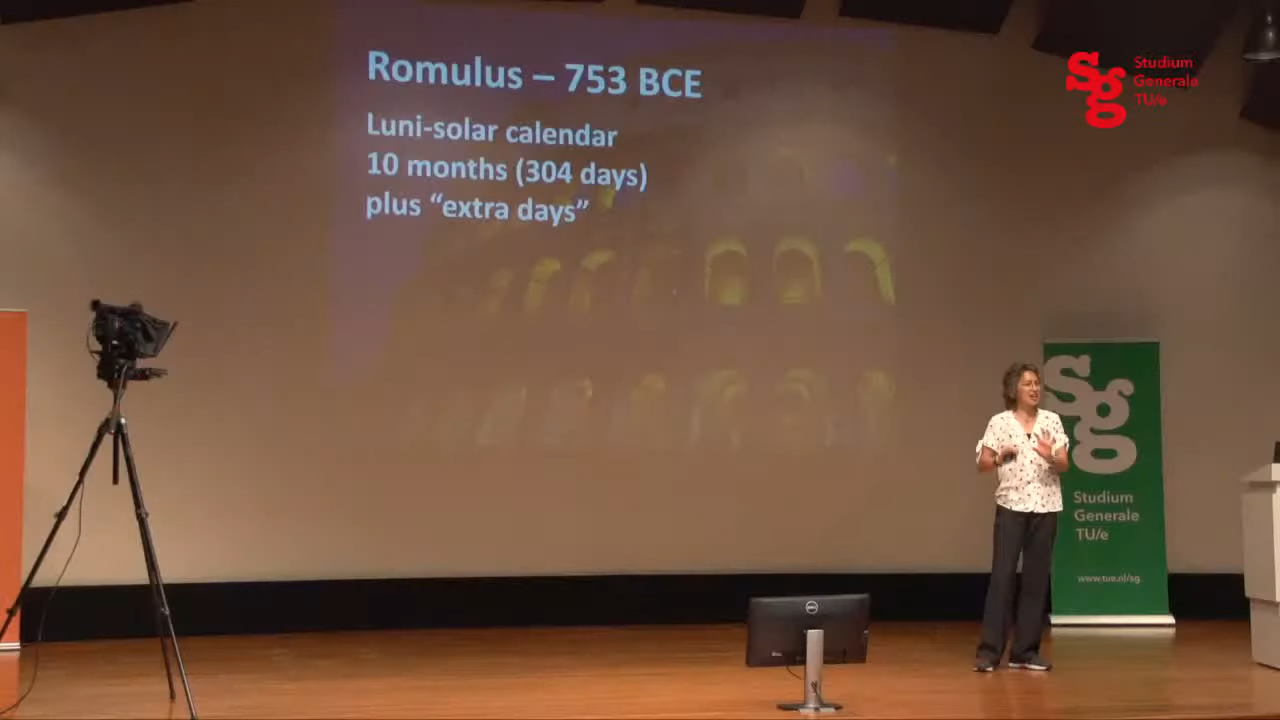 Romulus – 753 BCE
Luni-solar calendar
10 months (304 days)
plus “extra days”
sg
Studium
Generale
TU/e
sg
Studium
Generale
TU/e
www.tue.nl/sg
DELL